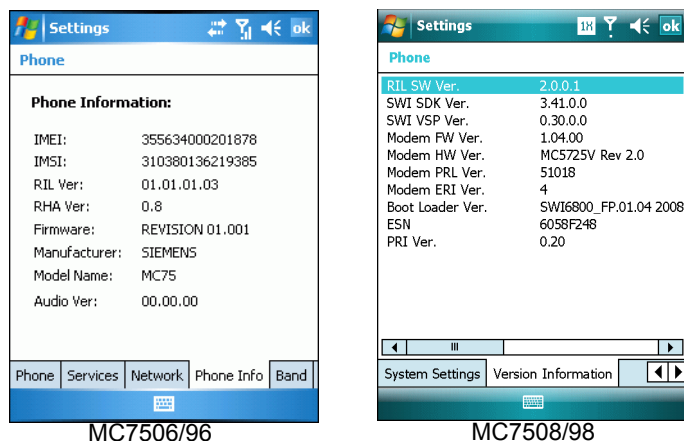 Settings ok
Phone
Phone Information:
IMEI: 355634000201878
IMSI: 310380136219385
RIL Ver: 01.01.01.03
RHA Ver: 0.8
Firmware: REVISION 01.001
Manufacturer: SIEMENS
Model Name: MC75
Audio Ver: 00.00.00
Phone Services Network Phone Info Band
MC7506/96
Settings 1X ok
Phone
RIL SW Ver. 2.0.0.1
SWI SDK Ver. 3.41.0.0
SWI VSP Ver. 0.30.0.0
Modem FW Ver. 1.04.00
Modem HW Ver. MC5725V Rev 2.0
Modem PRL Ver. 51018
Modem ERI Ver. 4
Boot Loader Ver. SWI6800_FP.01.04 2008
ESN 6058F248
PRI Ver. 0.20
System Settings Version Information
MC7508/98